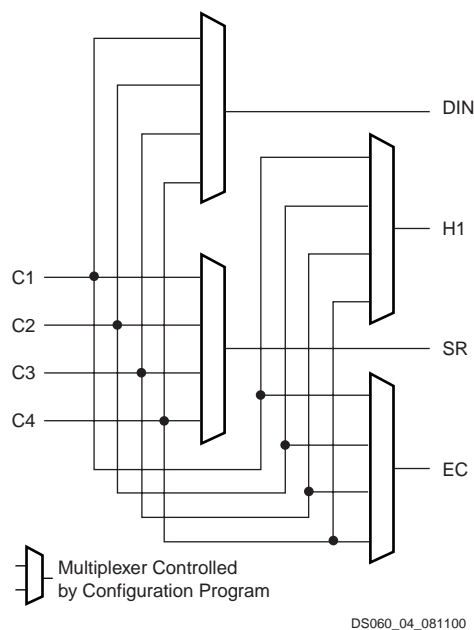 DIN
H1
C1
C2
SR
C3
C4
EC
Multiplexer Controlled
by Configuration Program
DS060_04_081100